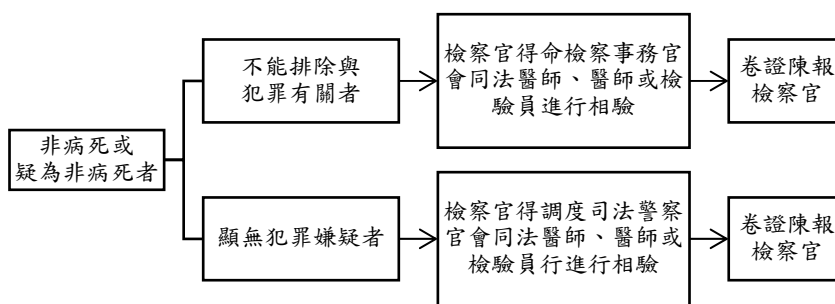 非病死或
疑為非病死者
不能排除與
犯罪有關者
檢察官得命檢察事務官
會同法醫師、醫師或檢
驗員進行相驗
卷證陳報
檢察官
顯無犯罪嫌疑者
檢察官得調度司法警察
官會同法醫師、醫師或
檢驗員行進行相驗
卷證陳報
檢察官